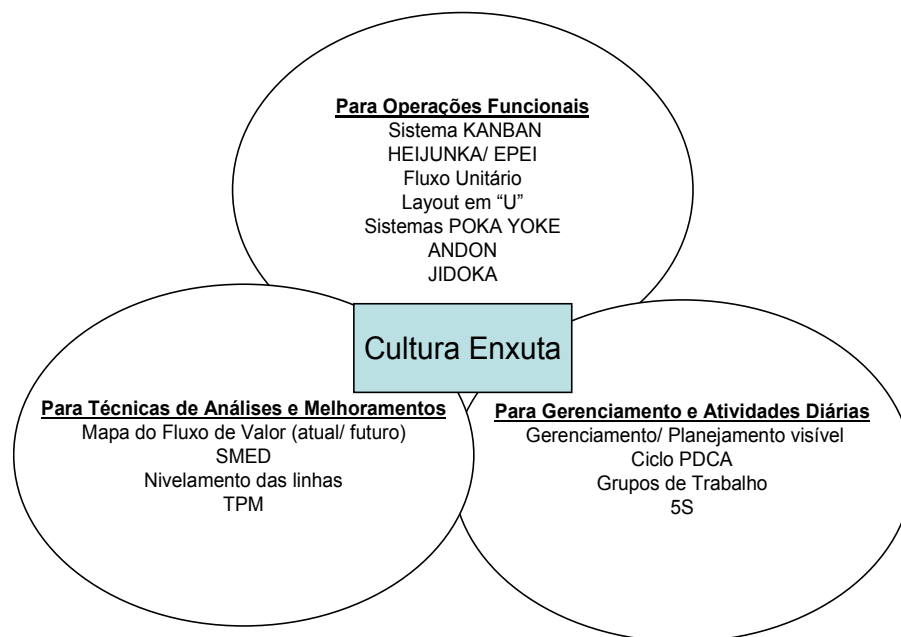 Para Operações Funcionais
Sistema KANBAN
HEIJUNKA/ EPEI
Fluxo Unitário
Layout em “U”
Sistemas POKA YOKE
ANDON
JIDOKA
Cultura Enxuta
Para Técnicas de Análises e Melhoramentos
Mapa do Fluxo de Valor (atual/ futuro)
SMED
Nivelamento das linhas
TPM
Para Gerenciamento e Atividades Diárias
Gerenciamento/ Planejamento visível
Ciclo PDCA
Grupos de Trabalho
5S